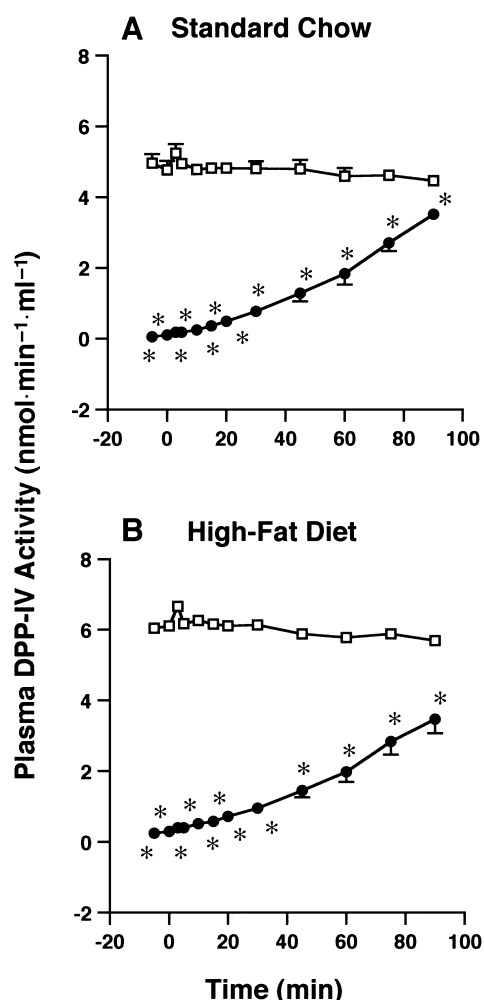 A Standard Chow
8
6
4
2
0
-2
-20 0 20 40 60 80 100
* * * * * * * * * * * *
Plasma DPP-IV Activity (nmol·min⁻¹·ml⁻¹)
B High-Fat Diet
8
6
4
2
0
-2
-20 0 20 40 60 80 100
* * * * * * * * * * * *
Time (min)